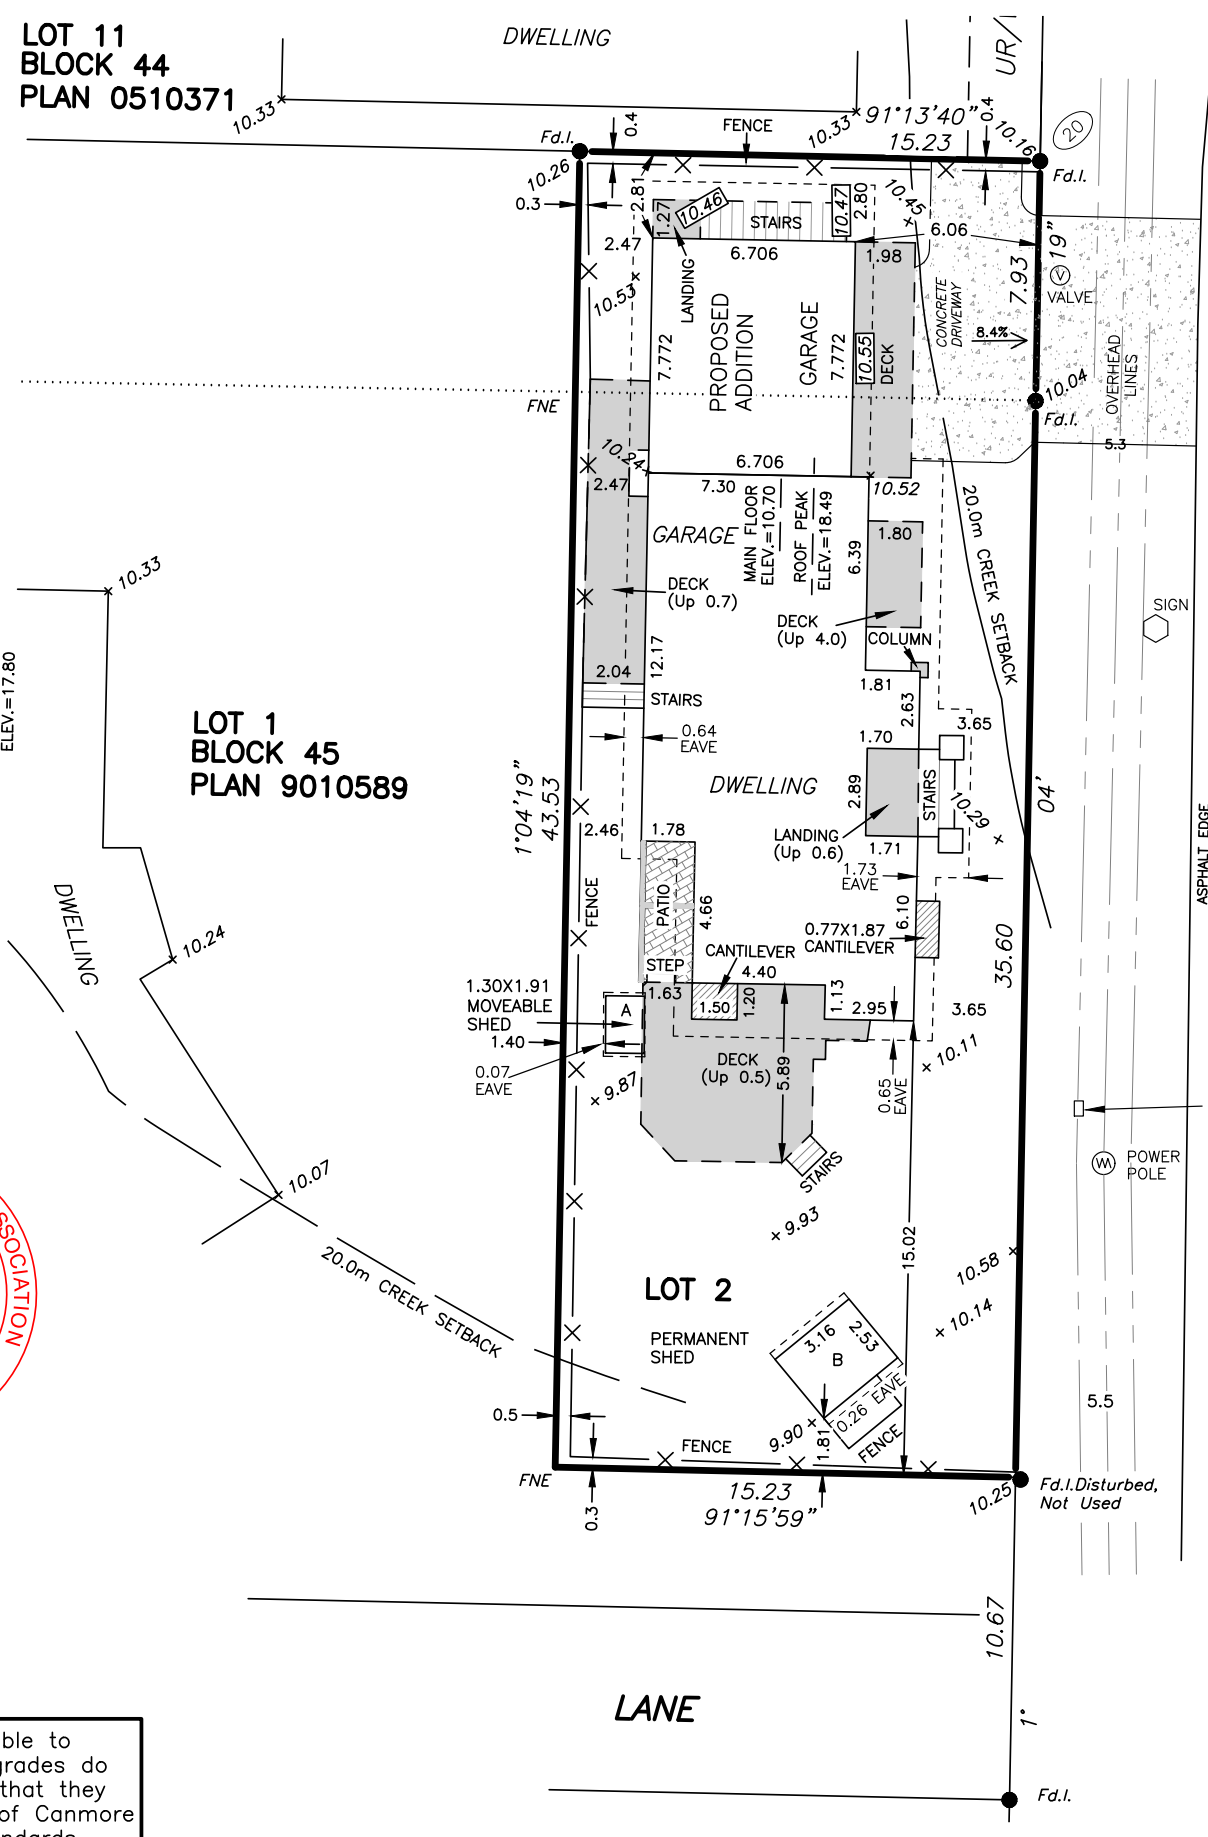 LOT 11
BLOCK 44
PLAN 0510371
DWELLING
UR/
10.33
10.33
91°13'40"
15.23
0.4
0.4
FENCE
20
10.16
Fd.I.
Fd.I.
10.26
0.3
2.81
1.27
10.46
STAIRS
10.47
2.80
10.45
6.06
2.47
6.706
1.98
7.93
19"
V
VALVE
10.53
LANDING
PROPOSED
ADDITION
GARAGE
7.772
7.772
10.55
DECK
CONCRETE
DRIVEWAY
8.4%
OVERHEAD
LINES
10.04
Fd.I.
FNE
5.3
10.24
2.47
6.706
7.30
10.52
GARAGE
MAIN FLOOR
ELEV.=10.70
ROOF PEAK
ELEV.=18.49
6.39
1.80
20.0m CREEK SETBACK
10.33
DECK
(Up 0.7)
DECK
(Up 4.0)
COLUMN
SIGN
ELEV.=17.80
12.17
2.04
STAIRS
1.81
2.63
LOT 1
BLOCK 45
PLAN 9010589
0.64
EAVE
1.70
3.65
DWELLING
2.89
STAIRS
10.29
1°04'19"
43.53
04'
2.46
1.78
LANDING
(Up 0.6)
1.71
1.73
EAVE
ASPHALT EDGE
DWELLING
FENCE
PATIO
4.66
6.10
0.77X1.87
CANTILEVER
10.24
CANTILEVER
STEP
4.40
35.60
1.30X1.91
MOVEABLE
SHED
A
1.63
1.50
1.20
1.13
2.95
3.65
1.40
0.07
EAVE
9.87
DECK
(Up 0.5)
5.89
0.65
EAVE
10.11
POWER
POLE
STAIRS
10.07
9.93
15.02
SSOCIATION
20.0m CREEK SETBACK
LOT 2
10.58
10.14
PERMANENT
SHED
3.16
2.53
B
0.26 EAVE
5.5
0.5
9.90
1.81
FENCE
FENCE
FNE
15.23
91°15'59"
10.25
Fd.I.Disturbed,
Not Used
0.3
10.67
LANE
1°
Fd.I.
ble to
grades do
that they
of Canmore